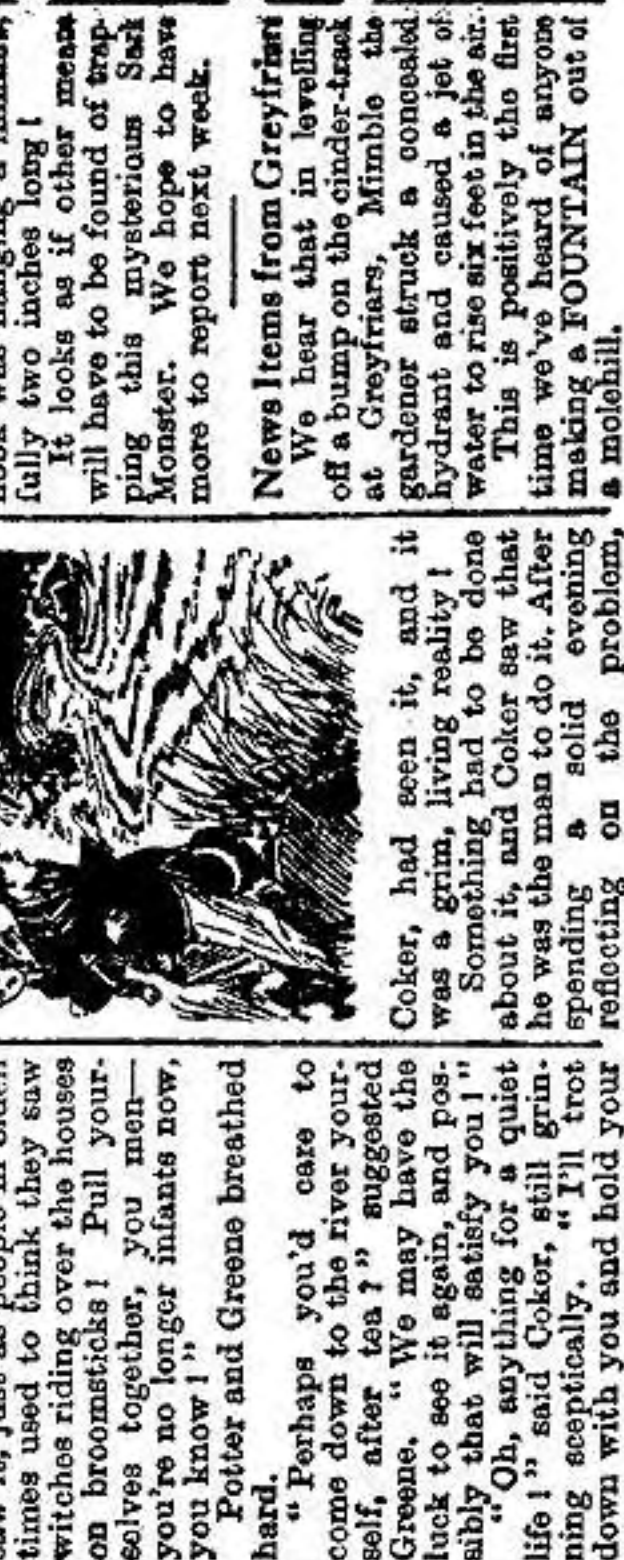 just as people in olden
times used to think they saw
witches riding over the houses
on broomsticks! Pull your-
selves together, you men—
you're no longer infants now,
you know!"
Potter and Greene breathed
hard.
"Perhaps you'd care to
come down to the river your-
self, after tea?" suggested
Greene. "We may have the
luck to see it again, and pos-
sibly that will satisfy you!"
"Oh, anything for a quiet
life!" said Coker, still grin-
ning sceptically. "I'll trot
down with you and hold your
Coker, had seen it, and it
was a grim, living reality!
Something had to be done
about it, and Coker saw that
he was the man to do it. After
spending a solid evening
reflecting on the problem,
was hanging a
fully two inches long!
It looks as if other means
will have to be found of trap-
ping this mysterious Sark
Monster. We hope to have
more to report next week.
News Items from Greyfriars
We hear that in levelling
off a bump on the cinder-track
at Greyfriars, Mimble the
gardener struck a concealed
hydrant and caused a jet of
water to rise six feet in the air.
This is positively the first
time we've heard of anyone
making a FOUNTAIN out of
a molehill.